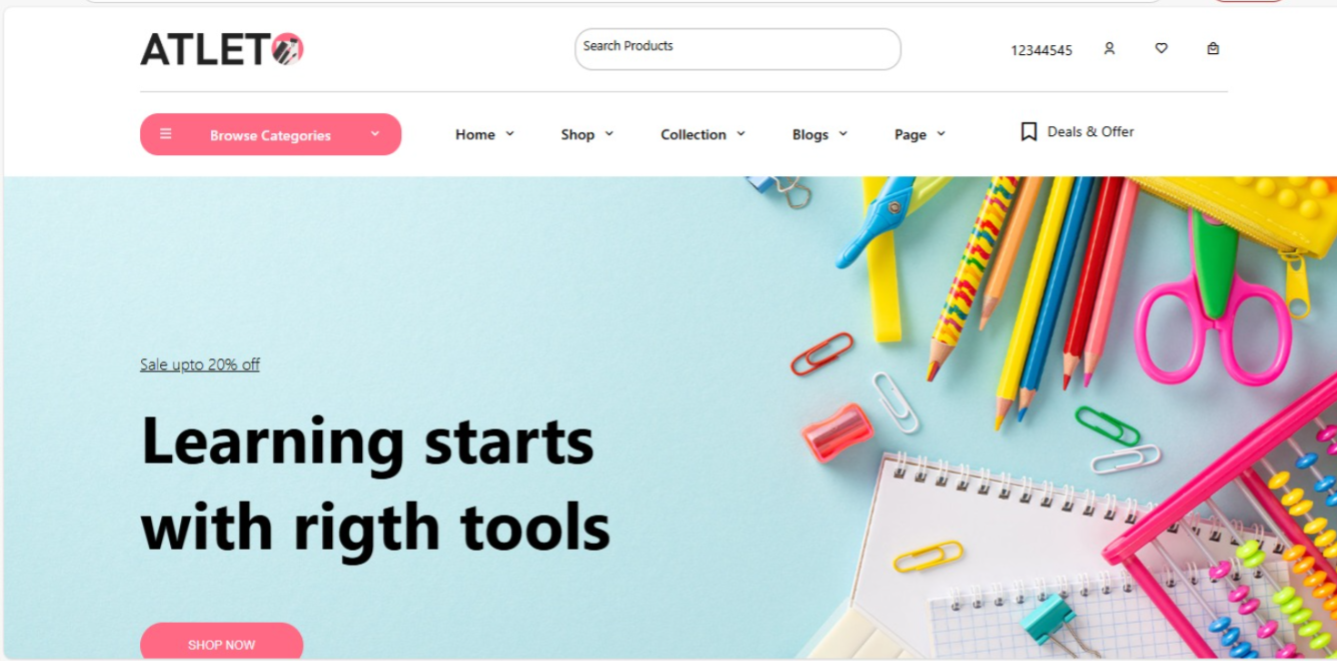 ATLETO
Search Products
12344545
Browse Categories
Home
Shop
Collection
Blogs
Page
Deals & Offer
Sale upto 20% off
Learning starts
with rigth tools
SHOP NOW